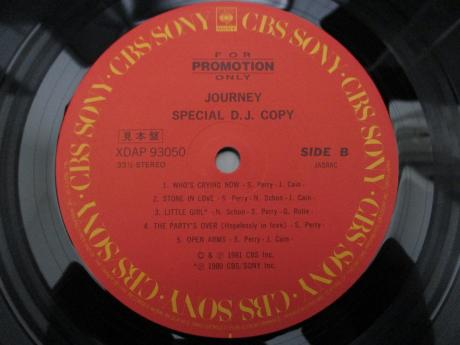 CBS SONY · CBS SONY · CBS SONY · CBS SONY · CBS SONY · CBS SONY ·
FOR
PROMOTION
ONLY
JOURNEY
SPECIAL D.J. COPY
見本盤
XDAP 93050
33⅓ STEREO
SIDE B
JASRAC
1. WHO'S CRYING NOW - S. Perry - J. Cain -
2. STONE IN LOVE - S. Perry - N. Schon - J. Cain -
3. LITTLE GIRL* - N. Schon - S. Perry - G. Rolie -
4. THE PARTY'S OVER (Hopelessly in love) - S. Perry -
5. OPEN ARMS - S. Perry - J. Cain -
© & ℗ 1981 CBS Inc.
*℗ 1980 CBS/SONY Inc.